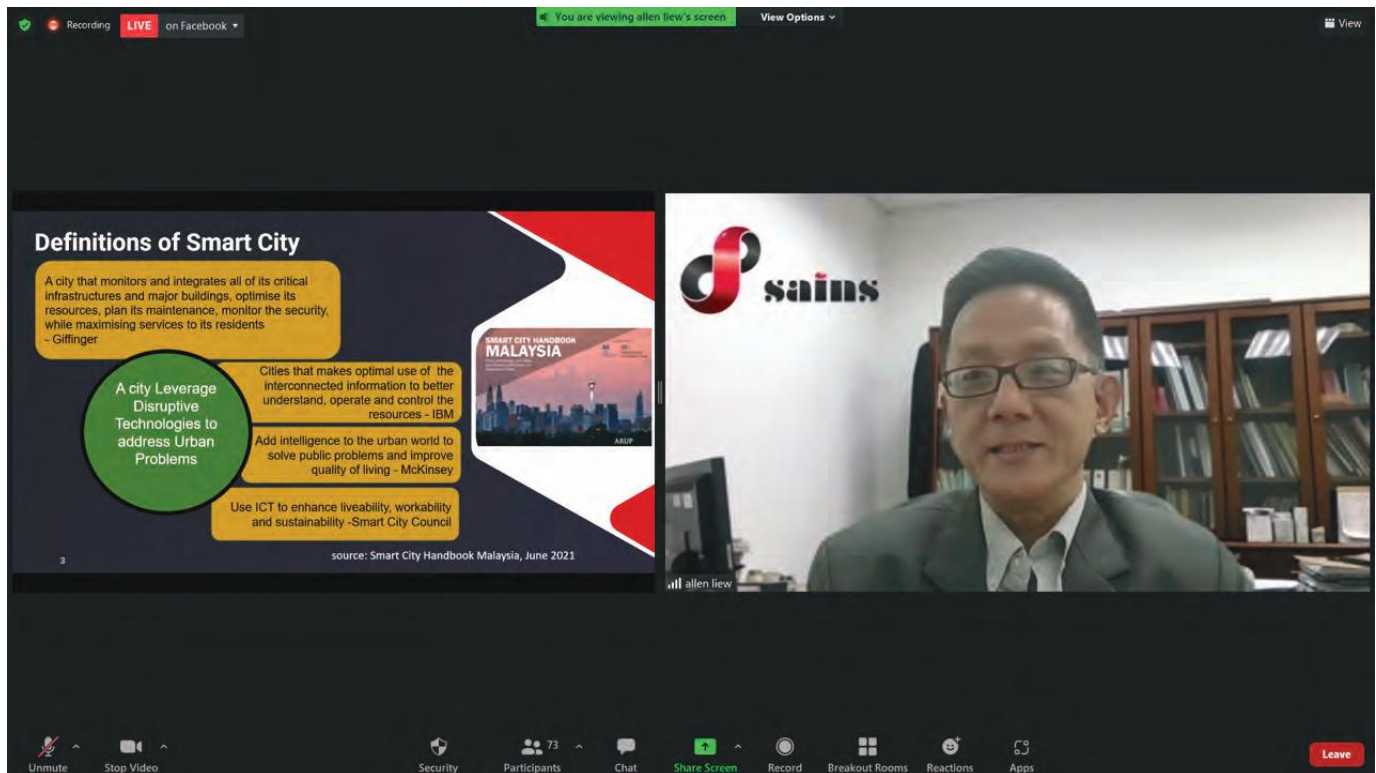 Recording
LIVE
on Facebook
You are viewing allen liew's screen
View Options
View
Definitions of Smart City
A city that monitors and integrates all of its critical
infrastructures and major buildings, optimise its
resources, plan its maintenance, monitor the security,
while maximising services to its residents
- Giffinger
A city Leverage
Disruptive
Technologies to
address Urban
Problems
Cities that makes optimal use of the
interconnected information to better
understand, operate and control the
resources - IBM
Add intelligence to the urban world to
solve public problems and improve
quality of living - McKinsey
Use ICT to enhance liveability, workability
and sustainability -Smart City Council
SMART CITY HANDBOOK
MALAYSIA
ARUP
3
source: Smart City Handbook Malaysia, June 2021
sains
allen liew
Unmute
Stop Video
Security
73
Participants
Chat
Share Screen
Record
Breakout Rooms
Reactions
Apps
Leave